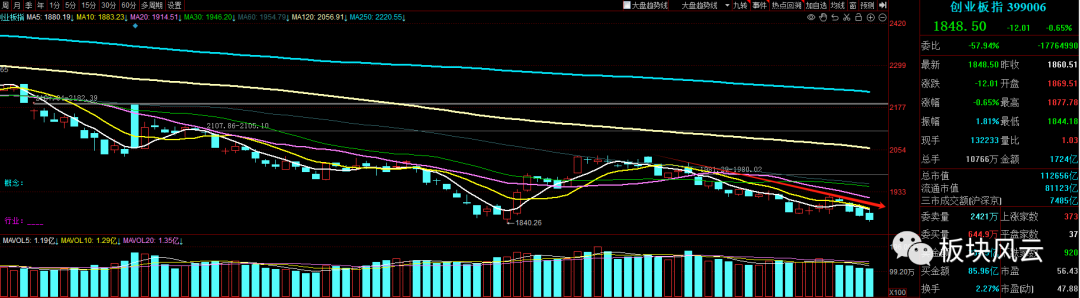 周 月 季 年 1分 5分 15分 30分 60分 多周期 设置
大盘趋势线 大盘趋势线 九转 事件 热点回溯 加自选 均线 窗 预测
创业板指 MA5: 1880.19↓ MA10: 1883.23↓ MA20: 1914.51↓ MA30: 1946.20↓ MA60: 1954.79↓ MA120: 2056.91↓ MA250: 2220.55↓
2182.39
2107.86-2105.10
1980.02
←1840.26
概念:
行业:
MAVOL5: 1.19亿↓ MAVOL10: 1.29亿↓ MAVOL20: 1.35亿↓
2420
2299
2177
2054
1933
99.20万
X100
创业板指 399006
1848.50 -12.01 -0.65%
委比 -57.94% -17764990
最新 1848.50 昨收 1860.51
涨跌 -12.01 开盘 1869.51
涨幅 -0.65% 最高 1877.78
振幅 1.81% 最低 1844.18
现手 132233 量比 1.03
总手 10766万 金额 1724亿
总市值 112656亿
流通市值 81123亿
三市成交额(沪深京) 7485亿
委卖量 2421万 上涨家数 373
委买量 644.9万 平盘家数 37
920
买金额 85.96亿 市盈 56.43
换手 2.27% 市盈(动) 47.88
板块风云